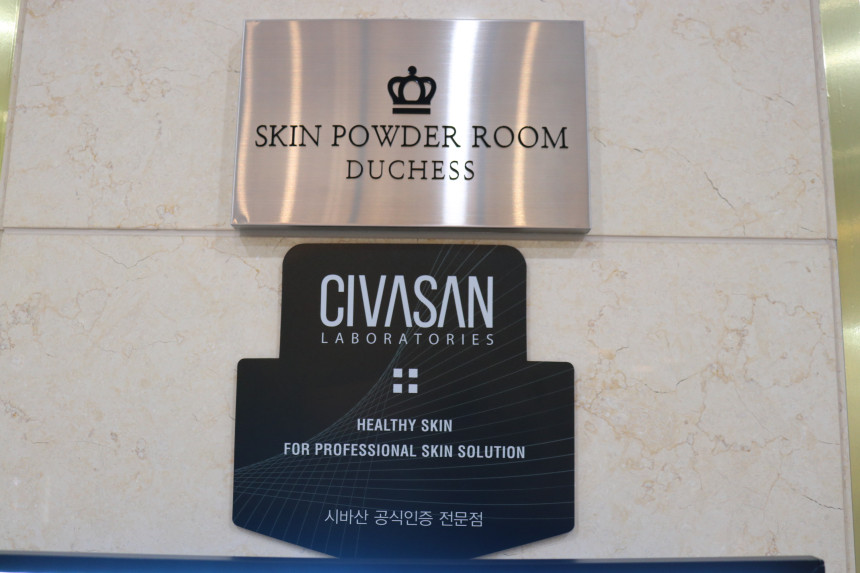 SKIN POWDER ROOM
DUCHESS
CIVASAN
LABORATORIES
HEALTHY SKIN
FOR PROFESSIONAL SKIN SOLUTION
시바산 공식인증 전문점